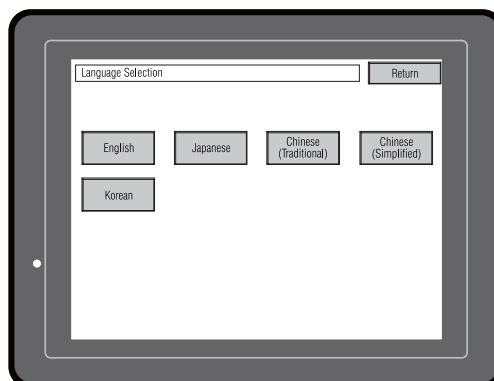 Language Selection
Return
English
Japanese
Chinese
(Traditional)
Chinese
(Simplified)
Korean